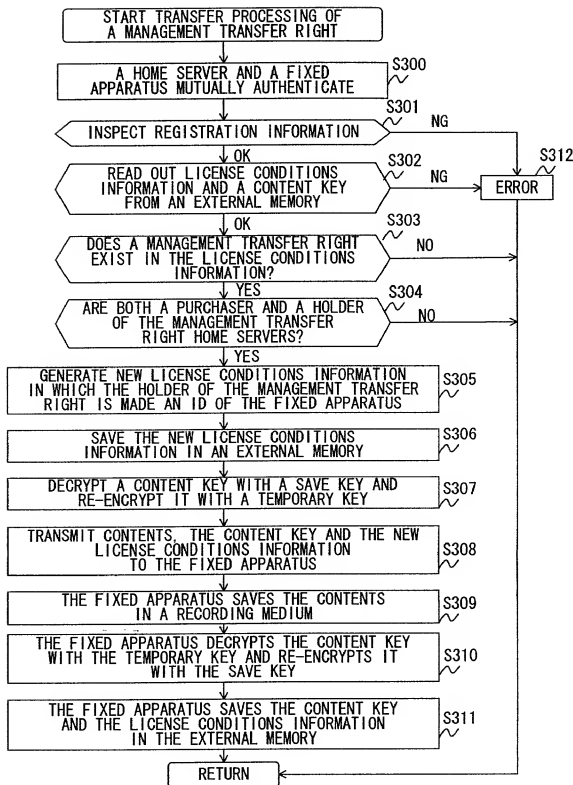 START TRANSFER PROCESSING OF
A MANAGEMENT TRANSFER RIGHT
S300
A HOME SERVER AND A FIXED
APPARATUS MUTUALLY AUTHENTICATE
S301
INSPECT REGISTRATION INFORMATION
NG
OK
S302
READ OUT LICENSE CONDITIONS
INFORMATION AND A CONTENT KEY
FROM AN EXTERNAL MEMORY
NG
S312
ERROR
OK
S303
DOES A MANAGEMENT TRANSFER RIGHT
EXIST IN THE LICENSE CONDITIONS
INFORMATION?
NO
YES
S304
ARE BOTH A PURCHASER AND A HOLDER
OF THE MANAGEMENT TRANSFER
RIGHT HOME SERVERS?
NO
YES
GENERATE NEW LICENSE CONDITIONS INFORMATION
IN WHICH THE HOLDER OF THE MANAGEMENT TRANSFER
RIGHT IS MADE AN ID OF THE FIXED APPARATUS
S305
SAVE THE NEW LICENSE CONDITIONS
INFORMATION IN AN EXTERNAL MEMORY
S306
DECRYPT A CONTENT KEY WITH A SAVE KEY AND
RE-ENCRYPT IT WITH A TEMPORARY KEY
S307
TRANSMIT CONTENTS, THE CONTENT KEY AND THE NEW
LICENSE CONDITIONS INFORMATION
TO THE FIXED APPARATUS
S308
THE FIXED APPARATUS SAVES THE CONTENTS
IN A RECORDING MEDIUM
S309
THE FIXED APPARATUS DECRYPTS THE CONTENT KEY
WITH THE TEMPORARY KEY AND RE-ENCRYPTS IT
WITH THE SAVE KEY
S310
THE FIXED APPARATUS SAVES THE CONTENT KEY
AND THE LICENSE CONDITIONS INFORMATION
IN THE EXTERNAL MEMORY
S311
RETURN